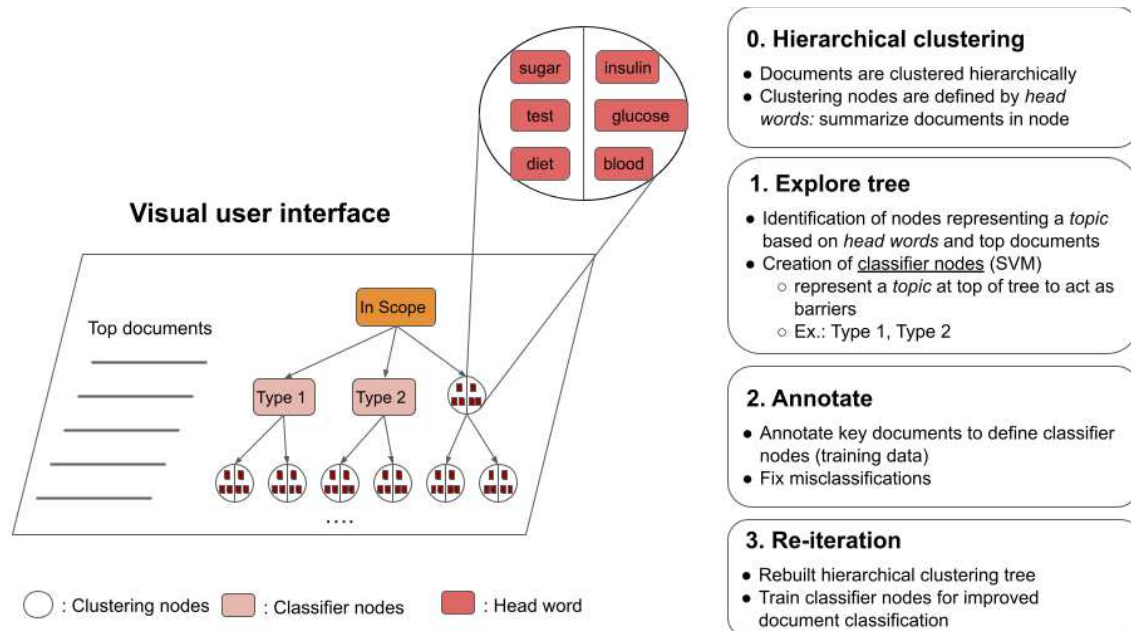 Visual user interface
Top documents
In Scope
Type 1
Type 2
....
sugar
insulin
test
glucose
diet
blood
: Clustering nodes
: Classifier nodes
: Head word
0. Hierarchical clustering
● Documents are clustered hierarchically
● Clustering nodes are defined by head
words: summarize documents in node
1. Explore tree
● Identification of nodes representing a topic
based on head words and top documents
● Creation of classifier nodes (SVM)
○ represent a topic at top of tree to act as
barriers
○ Ex.: Type 1, Type 2
2. Annotate
● Annotate key documents to define classifier
nodes (training data)
● Fix misclassifications
3. Re-iteration
● Rebuilt hierarchical clustering tree
● Train classifier nodes for improved
document classification